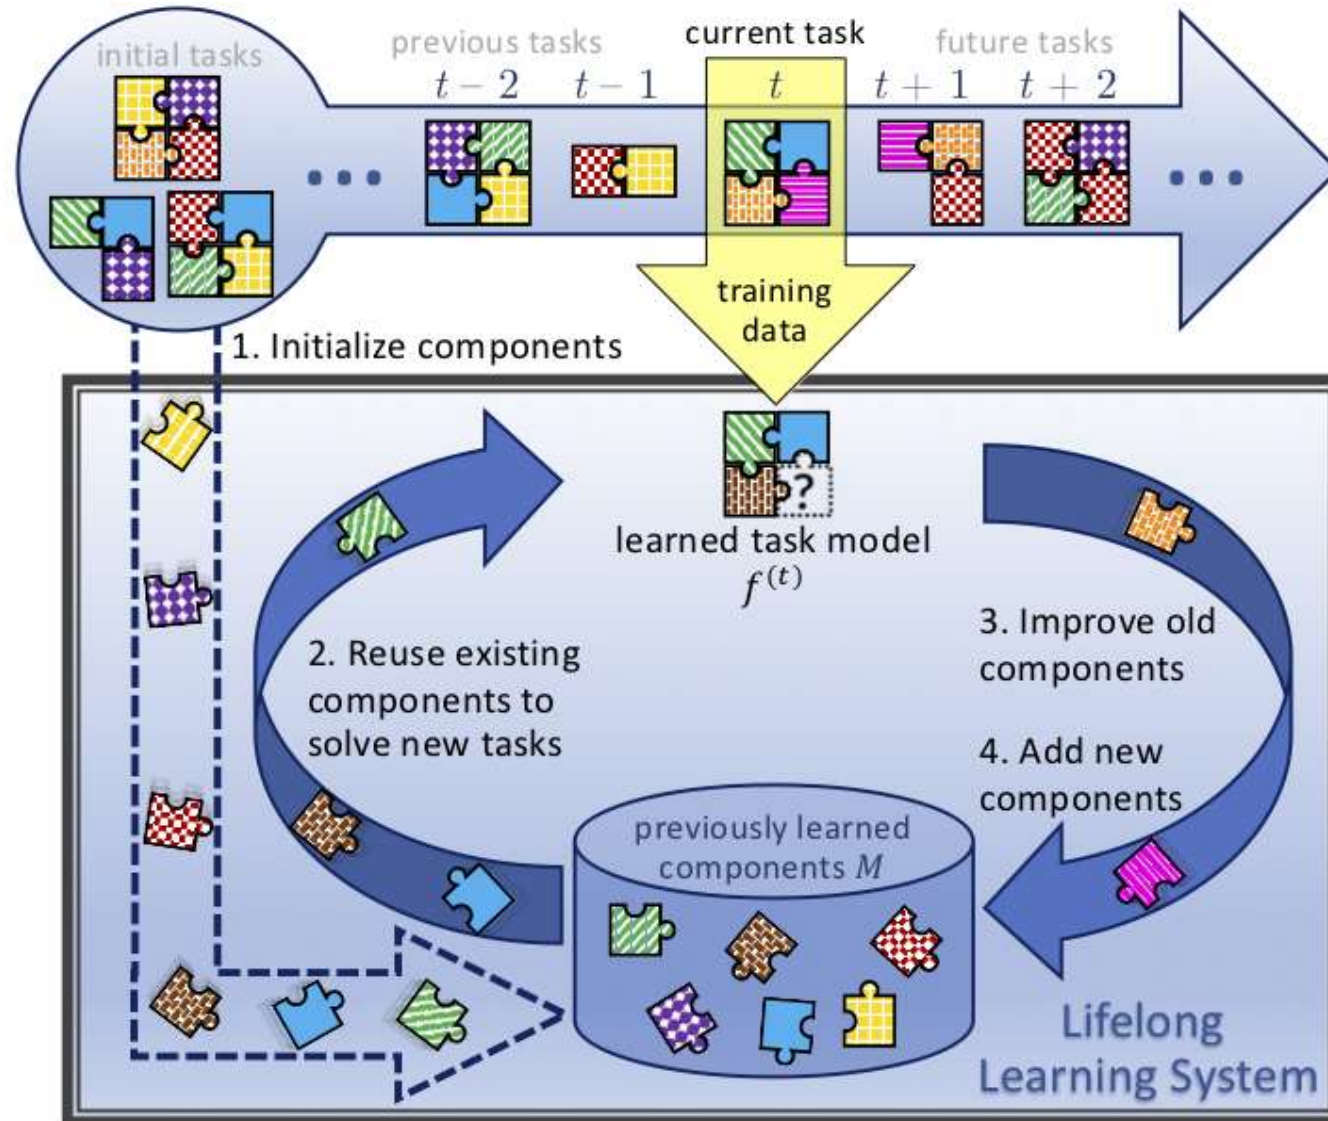 initial tasks
previous tasks
current task
future tasks
t − 2
t − 1
t
t + 1
t + 2
...
...
training
data
1. Initialize components
?
learned task model
f^{(t)}
2. Reuse existing
components to
solve new tasks
3. Improve old
components
4. Add new
components
previously learned
components M
Lifelong
Learning System